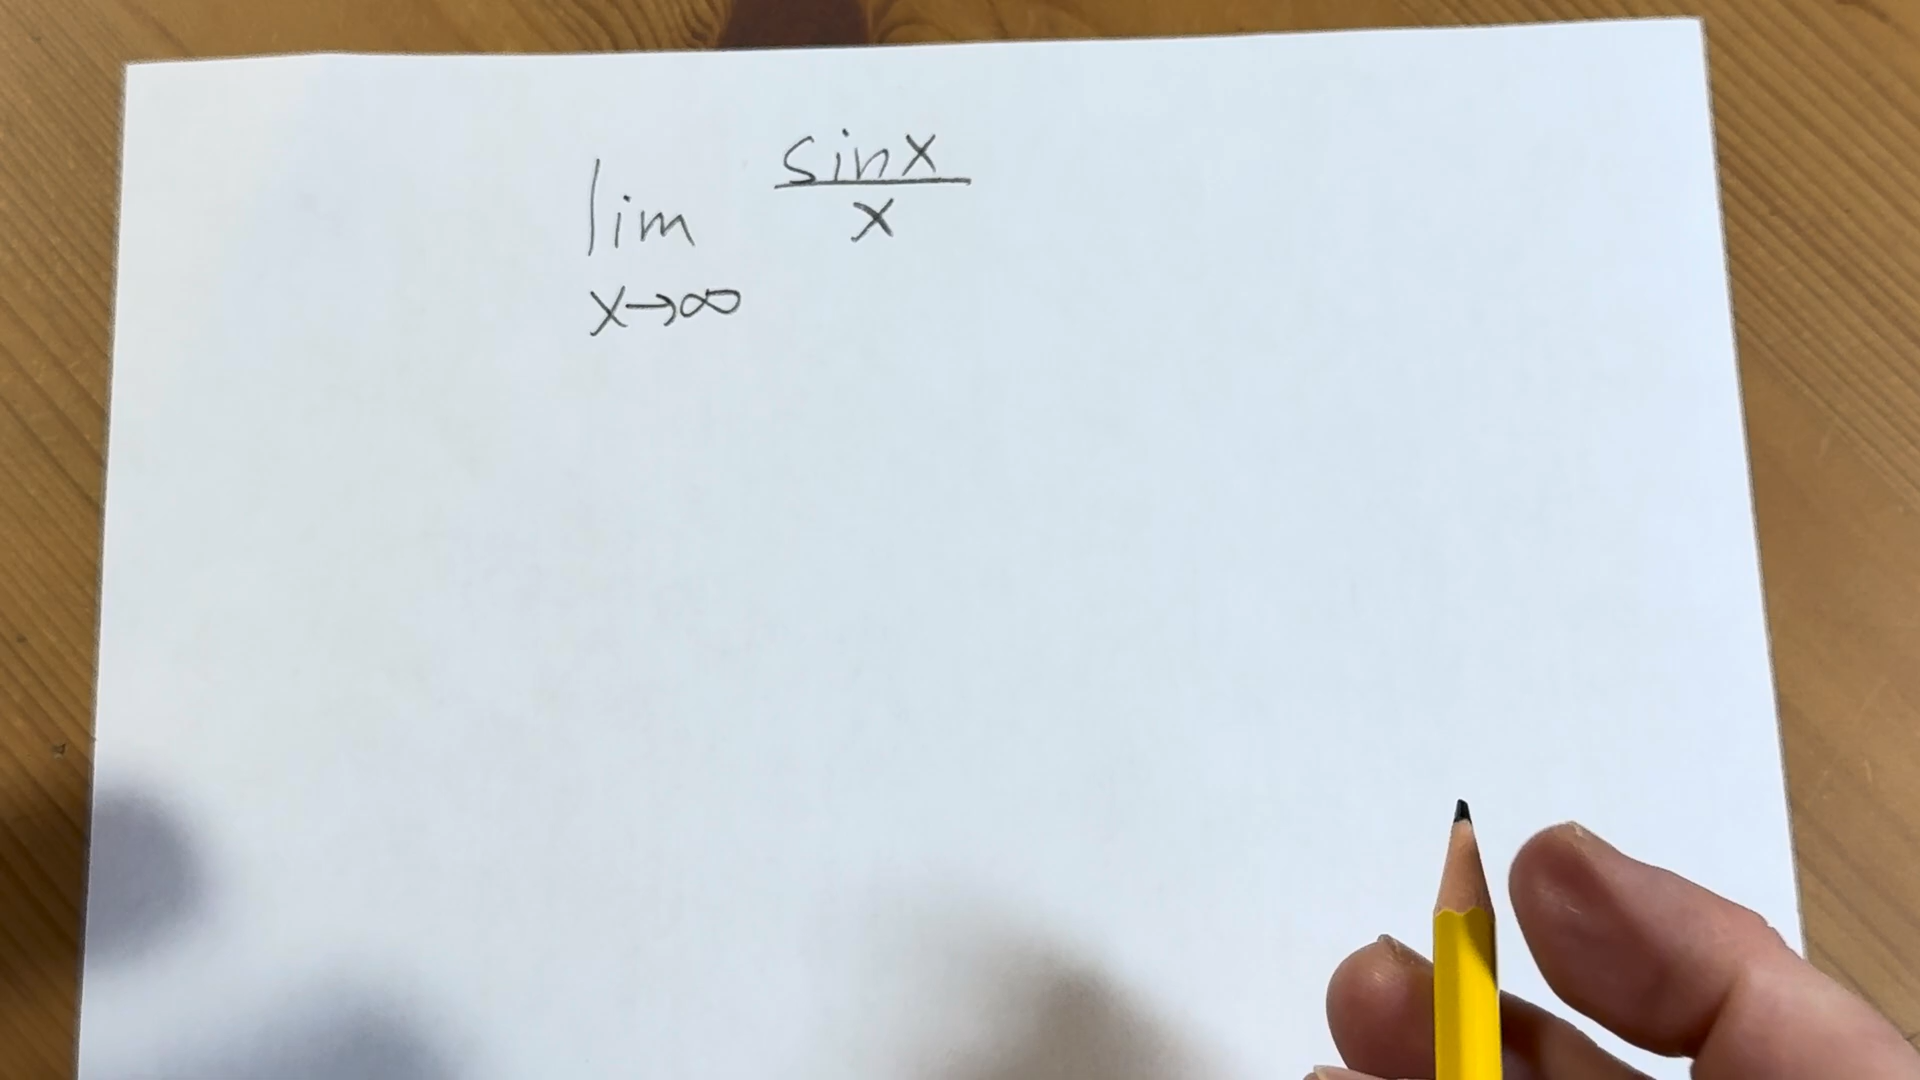 lim sinx/x
x→∞